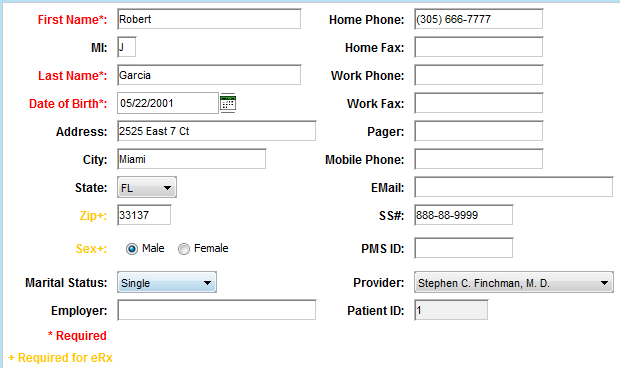 First Name*: Robert Home Phone: (305) 666-7777
MI: J Home Fax:
Last Name*: Garcia Work Phone:
Date of Birth*: 05/22/2001 Work Fax:
Address: 2525 East 7 Ct Pager:
City: Miami Mobile Phone:
State: FL EMail:
Zip+: 33137 SS#: 888-88-9999
Sex+: Male Female PMS ID:
Marital Status: Single Provider: Stephen C. Finchman, M. D.
Employer: Patient ID: 1
* Required
+ Required for eRx